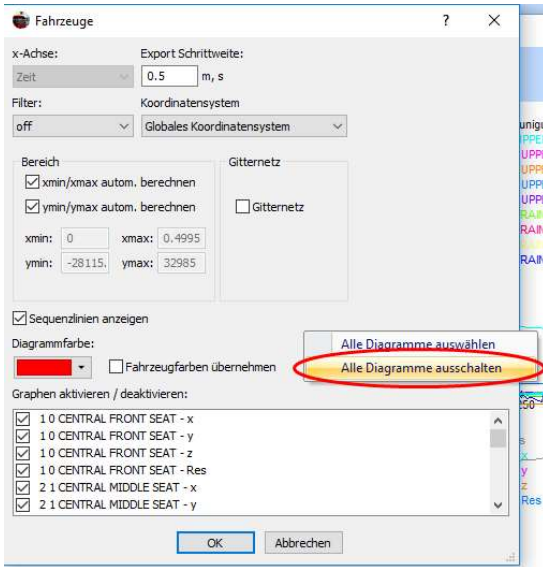 Fahrzeuge ? ×
x-Achse: Export Schrittweite:
Zeit 0.5 m, s
Filter: Koordinatensystem
off Globales Koordinatensystem
Bereich Gitternetz
xmin/xmax autom. berechnen
ymin/ymax autom. berechnen Gitternetz
xmin: 0 xmax: 0.4995
ymin: -28115. ymax: 32985
Sequenzlinien anzeigen
Diagrammfarbe:
Fahrzeugfarben übernehmen
Alle Diagramme auswählen
Alle Diagramme ausschalten
Graphen aktivieren / deaktivieren:
1 0 CENTRAL FRONT SEAT - x
1 0 CENTRAL FRONT SEAT - y
1 0 CENTRAL FRONT SEAT - z
1 0 CENTRAL FRONT SEAT - Res
2 1 CENTRAL MIDDLE SEAT - x
2 1 CENTRAL MIDDLE SEAT - y
OK Abbrechen
unigu
UPPE
UPPE
UPPE
UPPE
UPPE
RAIN
RAIN
RAIN
250
s
x
y
z
Res